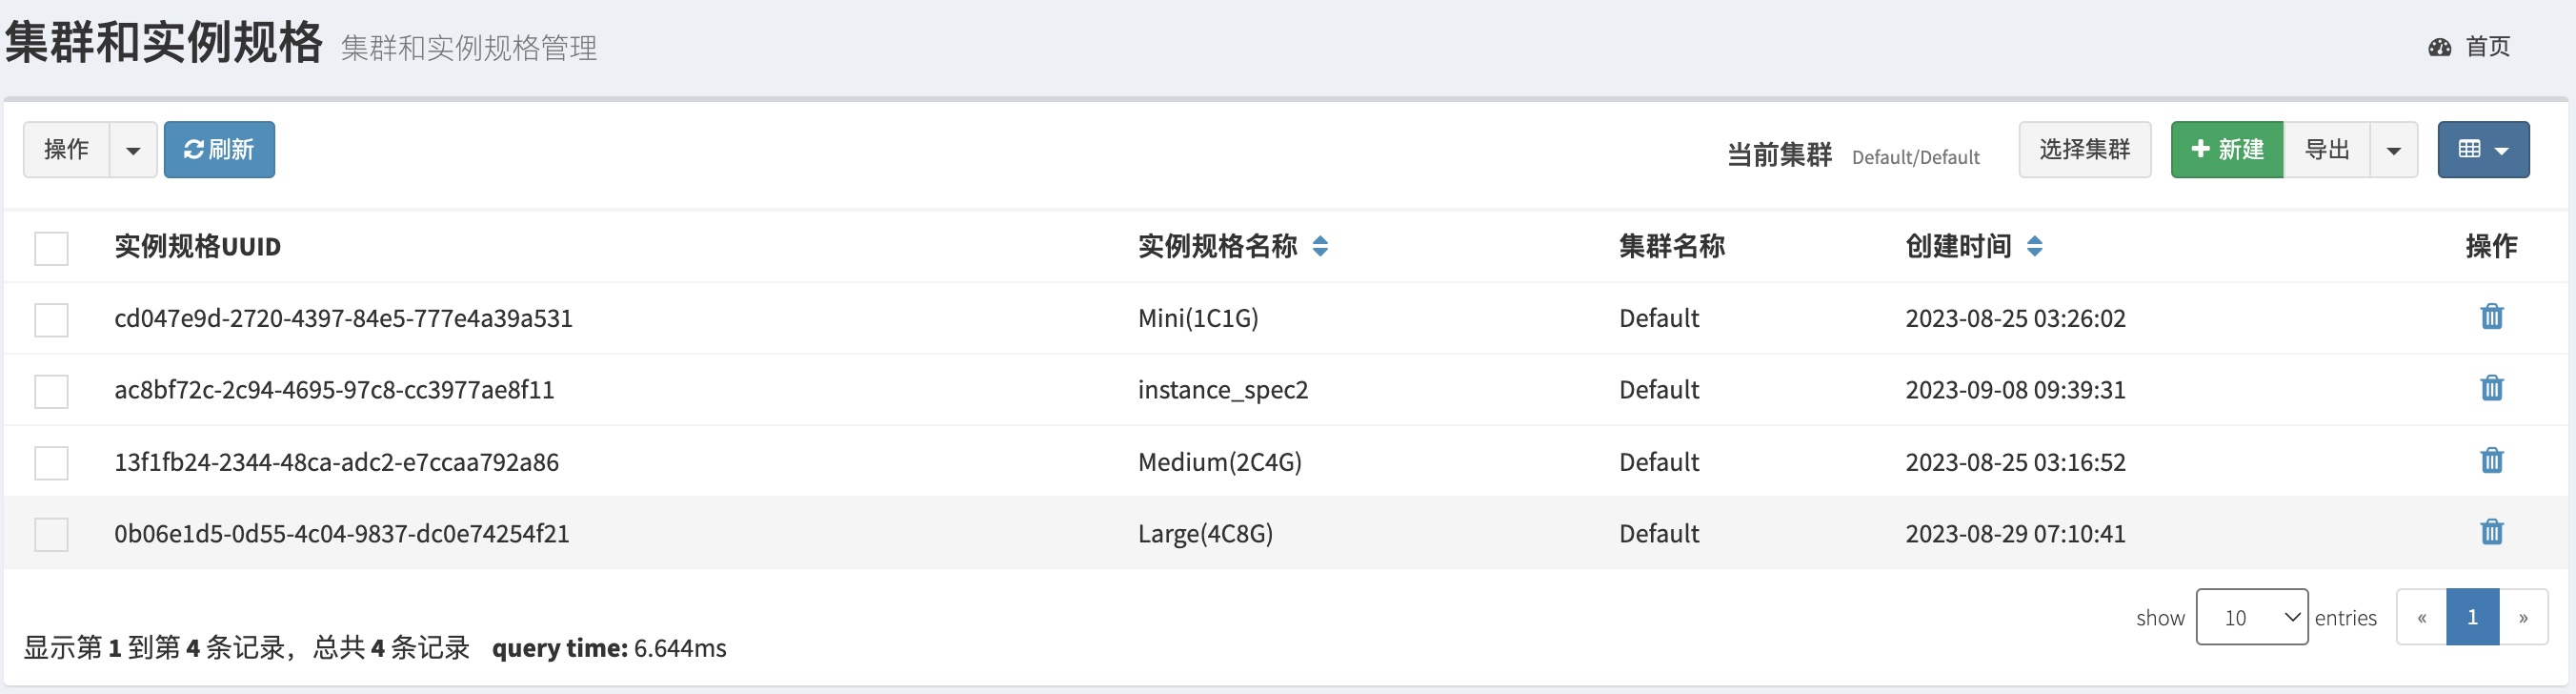 集群和实例规格 集群和实例规格管理 首页
操作 刷新 当前集群 Default/Default 选择集群 新建 导出
实例规格UUID 实例规格名称 集群名称 创建时间 操作
cd047e9d-2720-4397-84e5-777e4a39a531 Mini(1C1G) Default 2023-08-25 03:26:02
ac8bf72c-2c94-4695-97c8-cc3977ae8f11 instance_spec2 Default 2023-09-08 09:39:31
13f1fb24-2344-48ca-adc2-e7ccaa792a86 Medium(2C4G) Default 2023-08-25 03:16:52
0b06e1d5-0d55-4c04-9837-dc0e74254f21 Large(4C8G) Default 2023-08-29 07:10:41
show 10 entries « 1 »
显示第 1 到第 4 条记录，总共 4 条记录 query time: 6.644ms